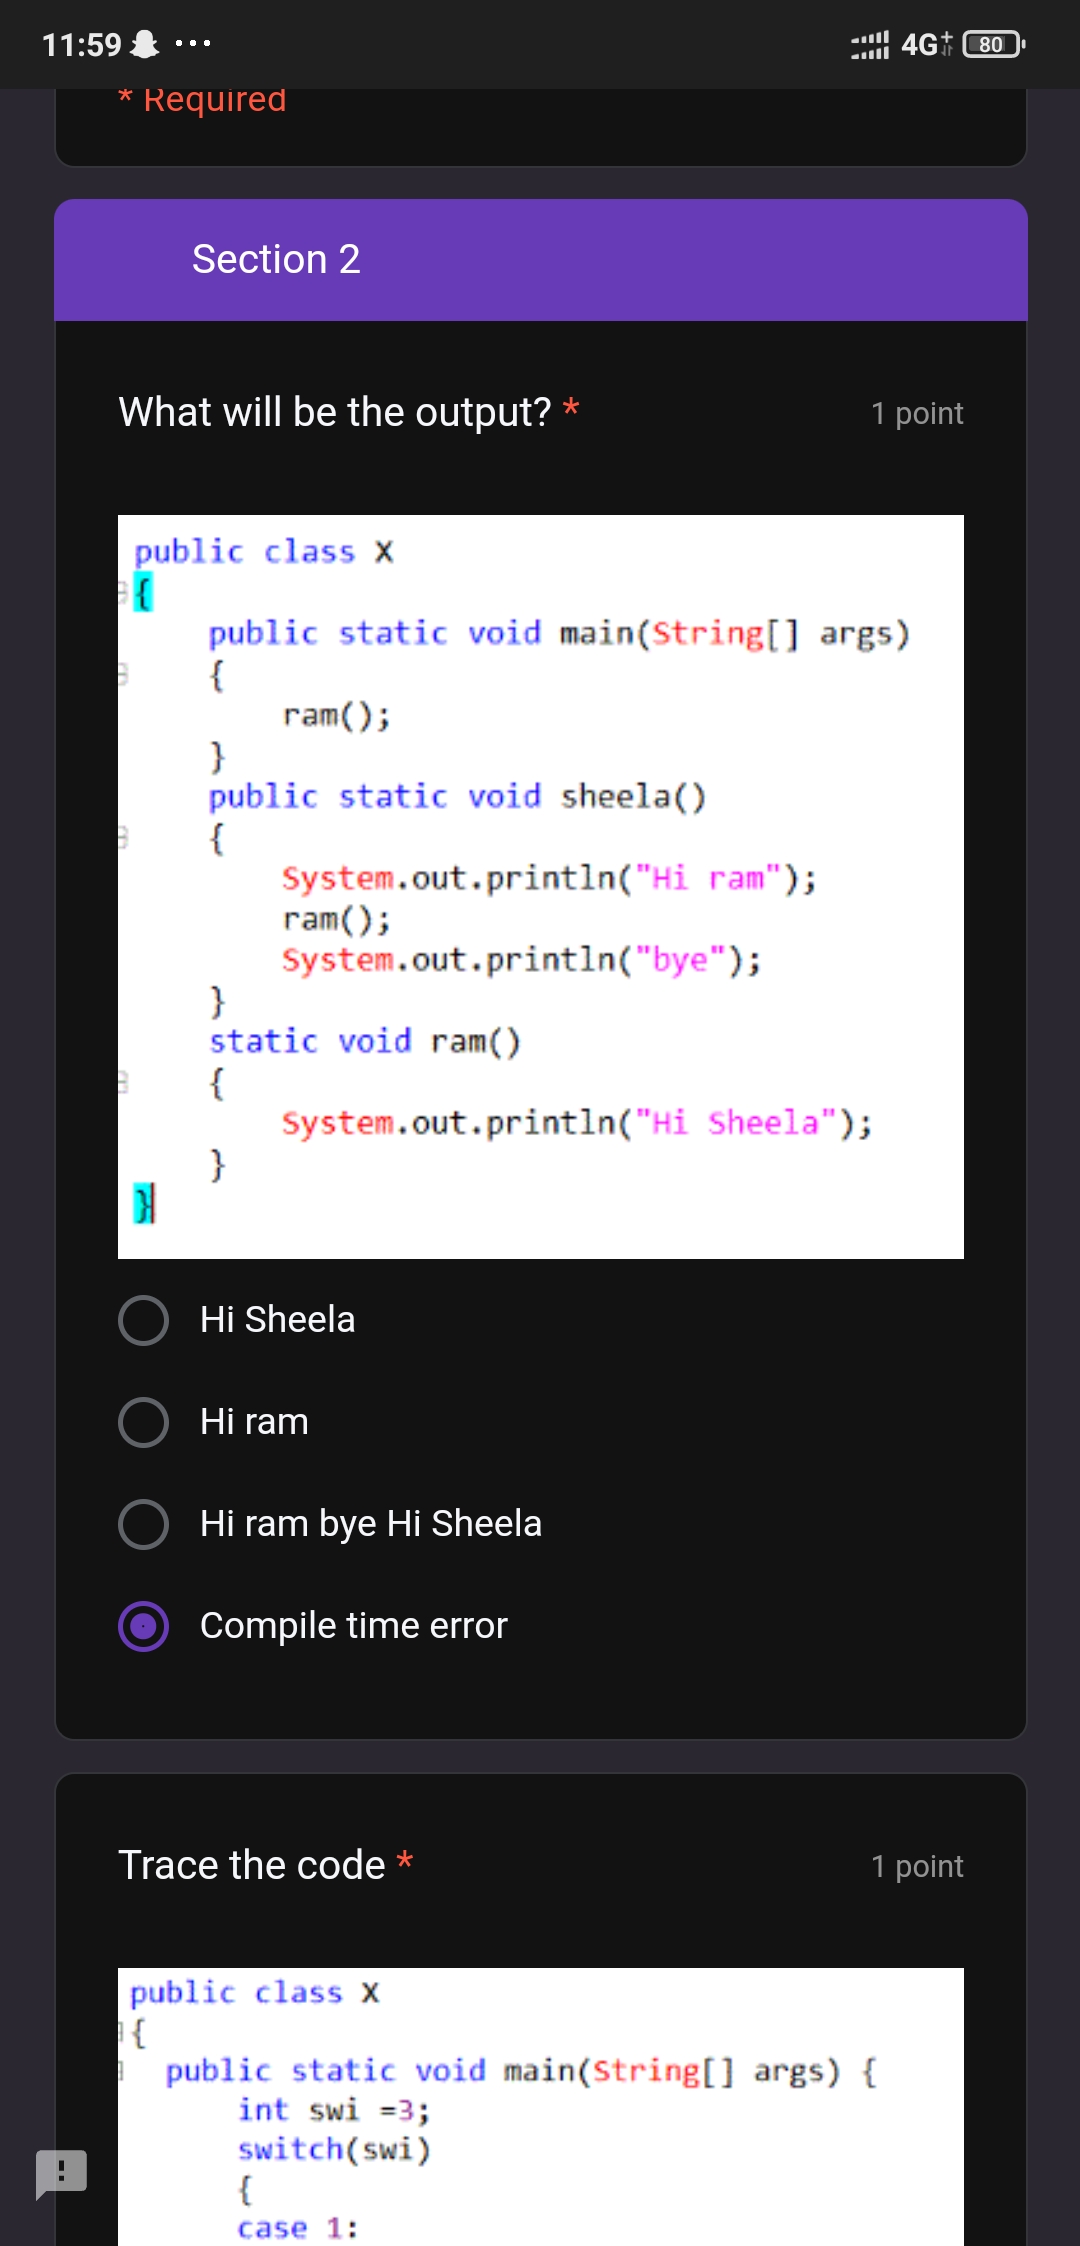 11:59 ...
4G 80
* Required
Section 2
What will be the output? *
1 point
public class X
{
public static void main(String[] args)
{
ram();
}
public static void sheela()
{
System.out.println("Hi ram");
ram();
System.out.println("bye");
}
static void ram()
{
System.out.println("Hi Sheela");
}
}
Hi Sheela
Hi ram
Hi ram bye Hi Sheela
Compile time error
Trace the code *
1 point
public class X
{
public static void main(String[] args) {
int swi =3;
switch(swi)
{
case 1: